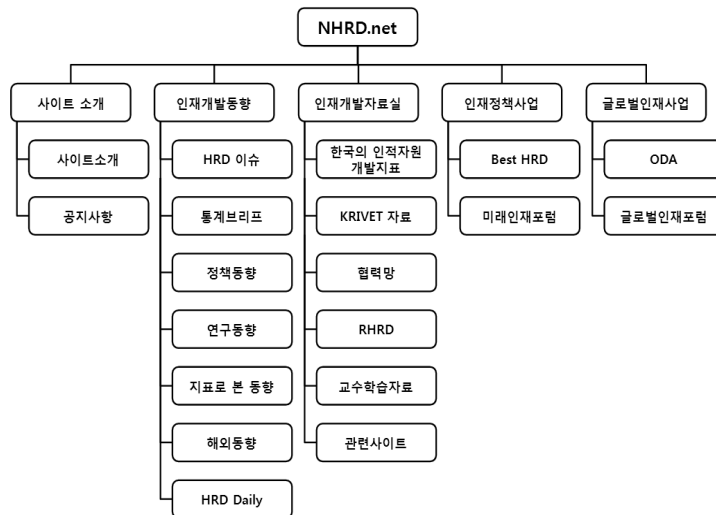 NHRD.net
사이트 소개
인재개발동향
인재개발자료실
인재정책사업
글로벌인재사업
사이트소개
공지사항
HRD 이슈
통계브리프
정책동향
연구동향
지표로 본 동향
해외동향
HRD Daily
한국의 인적자원
개발지표
KRIVET 자료
협력망
RHRD
교수학습자료
관련사이트
Best HRD
미래인재포럼
ODA
글로벌인재포럼